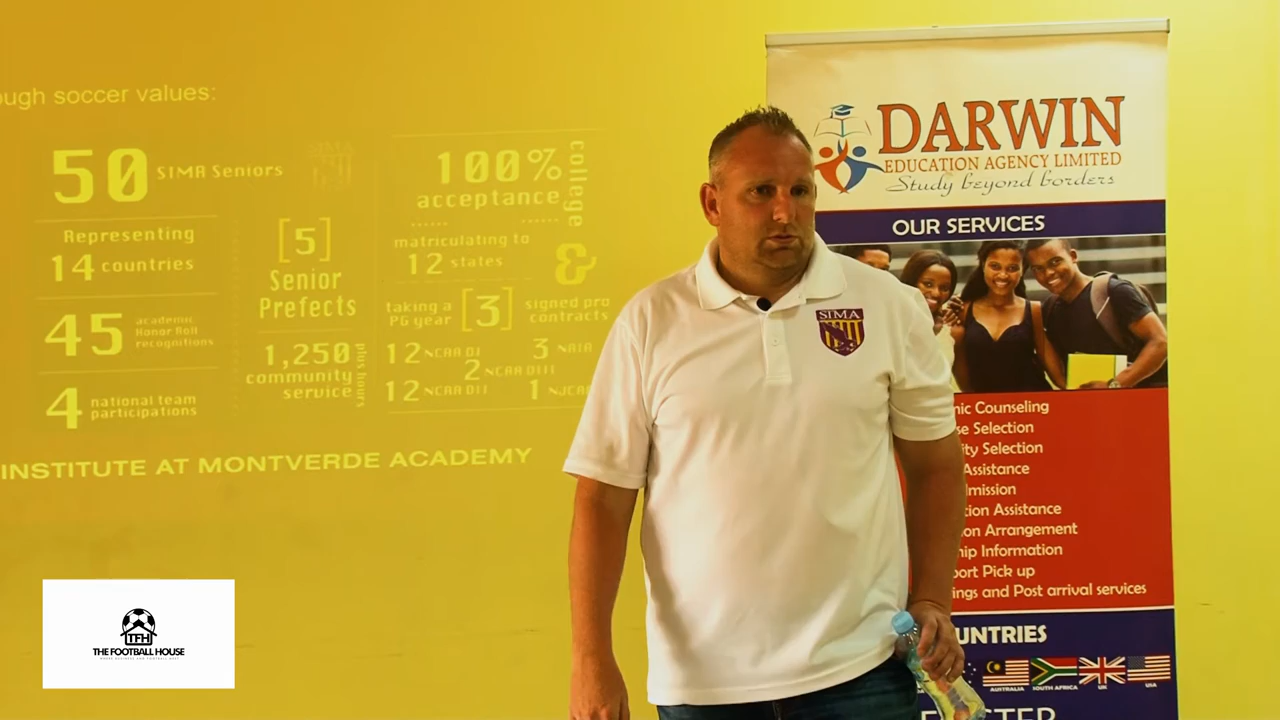 ough soccer values:
50 SIMA Seniors
Representing
14 countries
45 academic
Honor Roll
recognitions
4 national team
participations
[5]
Senior
Prefects
1,250
community
service
plus hours
100%
acceptance
college
matriculating to
12 states
&
taking a
PG year
[3]
signed pro
contracts
12 NCAA DI
3 NAIA
2 NCAA DIII
12 NCAA DII
1 NJCAA
INSTITUTE AT MONTVERDE ACADEMY
TFH
THE FOOTBALL HOUSE
SIMA
DARWIN
EDUCATION AGENCY LIMITED
Study beyond borders
OUR SERVICES
nic Counseling
se Selection
ity Selection
Assistance
mission
tion Assistance
on Arrangement
hip Information
port Pick up
ings and Post arrival services
UNTRIES
AUSTRALIA
SOUTH AFRICA
UK
USA